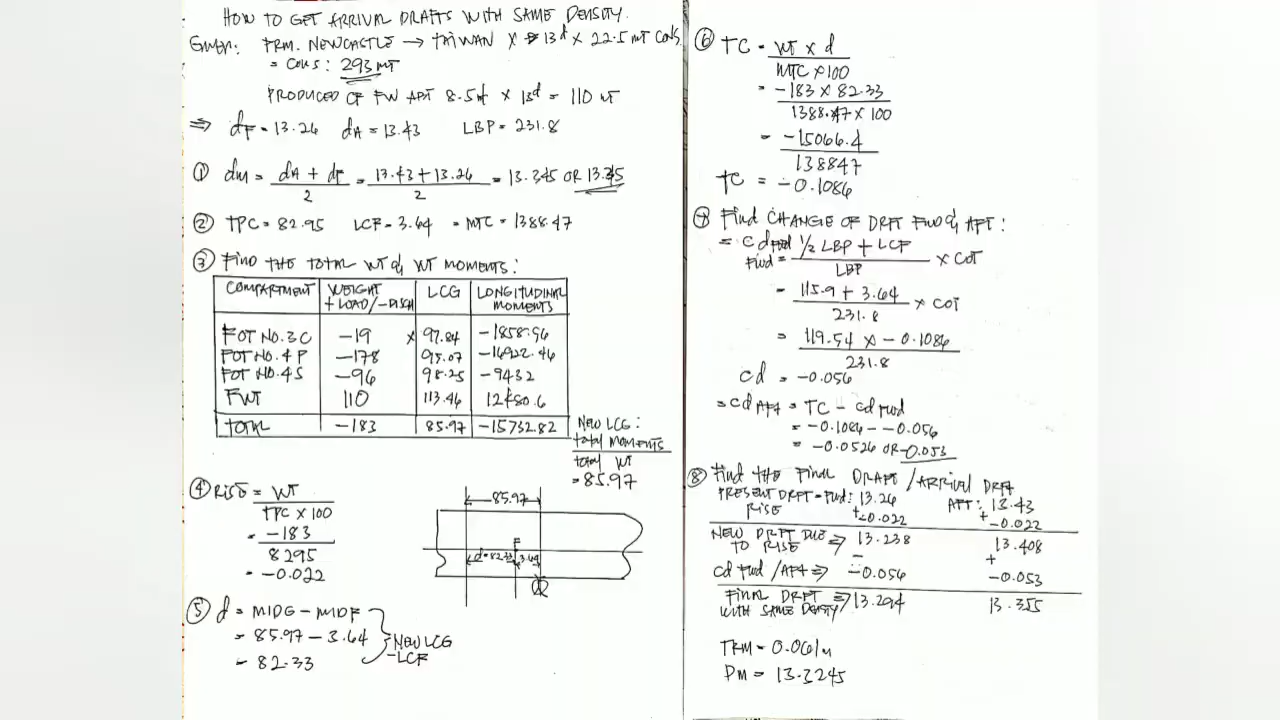 HOW TO GET ARRIVAL DRAFTS WITH SAME DENSITY.
Given: FRM. NEWCASTLE → TAIWAN × 13d × 22.5 MT CONS
= CONS: 293 MT
PRODUCED OF FW APT 8.5 mt × 13d = 110 MT
⇒ dF = 13.26 dA = 13.43 LBP = 231.8
① dM = dA + dF / 2 = 13.43 + 13.26 / 2 = 13.345 OR 13.35
② TPC = 82.95 LCF = 3.64 = MTC = 1388.47
③ FIND THE TOTAL WT & WT MOMENTS:
COMPARTMENT WEIGHT + LOAD/-DISCH LCG LONGITUDINAL MOMENTS
FOT NO.3C -19 × 97.84 -1858.96
FOT NO.4P -178 95.07 -16922.46
FOT NO.4S -96 98.25 -9432
FWT 110 113.46 12480.6
TOTAL -183 85.97 -15732.82
NEW LCG:
TOTAL MOMENTS
TOTAL WT
= 85.97
④ RISE = WT
TPC × 100
= -183
8295
= -0.022
85.97
F
d=82.33 3.64
⑤ d = MIDG - MIDF
= 85.97 - 3.64
= 82.33
NEW LCG
- LCF
⑥ TC = WT × d
MTC × 100
= -183 × 82.33
1388.47 × 100
= -15066.4
138847
TC = -0.1086
⑦ Find CHANGE OF DRFT FWD & AFT:
= Cd FWD 1/2 LBP + LCF
FWD = LBP × COT
= 115.9 + 3.64 / 231.8 × COT
= 119.54 × -0.1086
231.8
Cd = -0.056
= Cd AFT = TC - Cd FWD
= -0.1086 - -0.056
= -0.0526 OR -0.053
⑧ Find THE FINAL DRAFT / ARRIVAL DRFT
PRESENT DRFT = FWD: 13.26 AFT: 13.43
RISE + -0.022 + -0.022
NEW DRFT DUE TO RISE ⇒ 13.238 13.408
- +
Cd FWD / AFT ⇒ -0.056 -0.053
FINAL DRFT WITH SAME DENSITY ⇒ 13.294 13.355
TRM = 0.061 m
DM = 13.3245